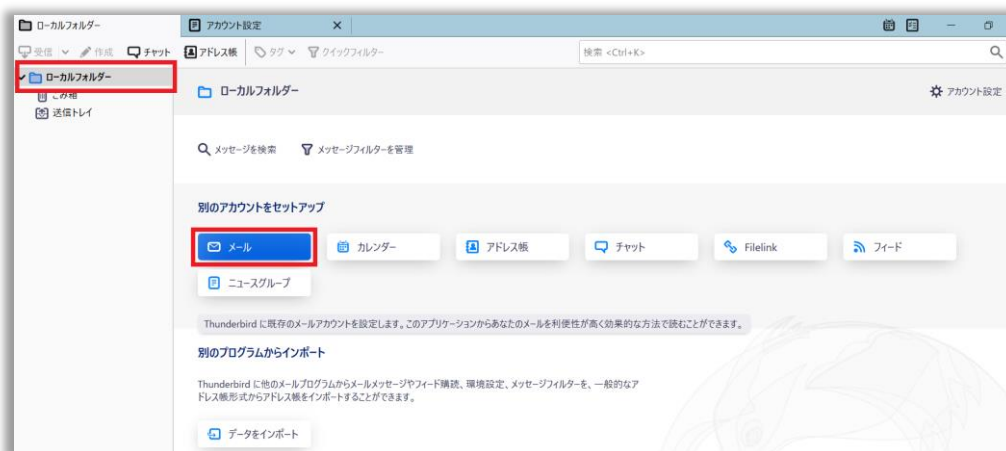 ローカルフォルダー アカウント設定
受信 作成 チャット アドレス帳 タグ クイックフィルター 検索 <Ctrl+K>
ローカルフォルダー
ごみ箱
送信トレイ
ローカルフォルダー アカウント設定
メッセージを検索 メッセージフィルターを管理
別のアカウントをセットアップ
メール カレンダー アドレス帳 チャット Filelink フィード
ニュースグループ
Thunderbird に既存のメールアカウントを設定します。このアプリケーションからあなたのメールを利便性が高く効果的な方法で読むことができます。
別のプログラムからインポート
Thunderbird に他のメールプログラムからメールメッセージやフィード購読、環境設定、メッセージフィルターを、一般的なア
ドレス帳形式からアドレス帳をインポートすることができます。
データをインポート